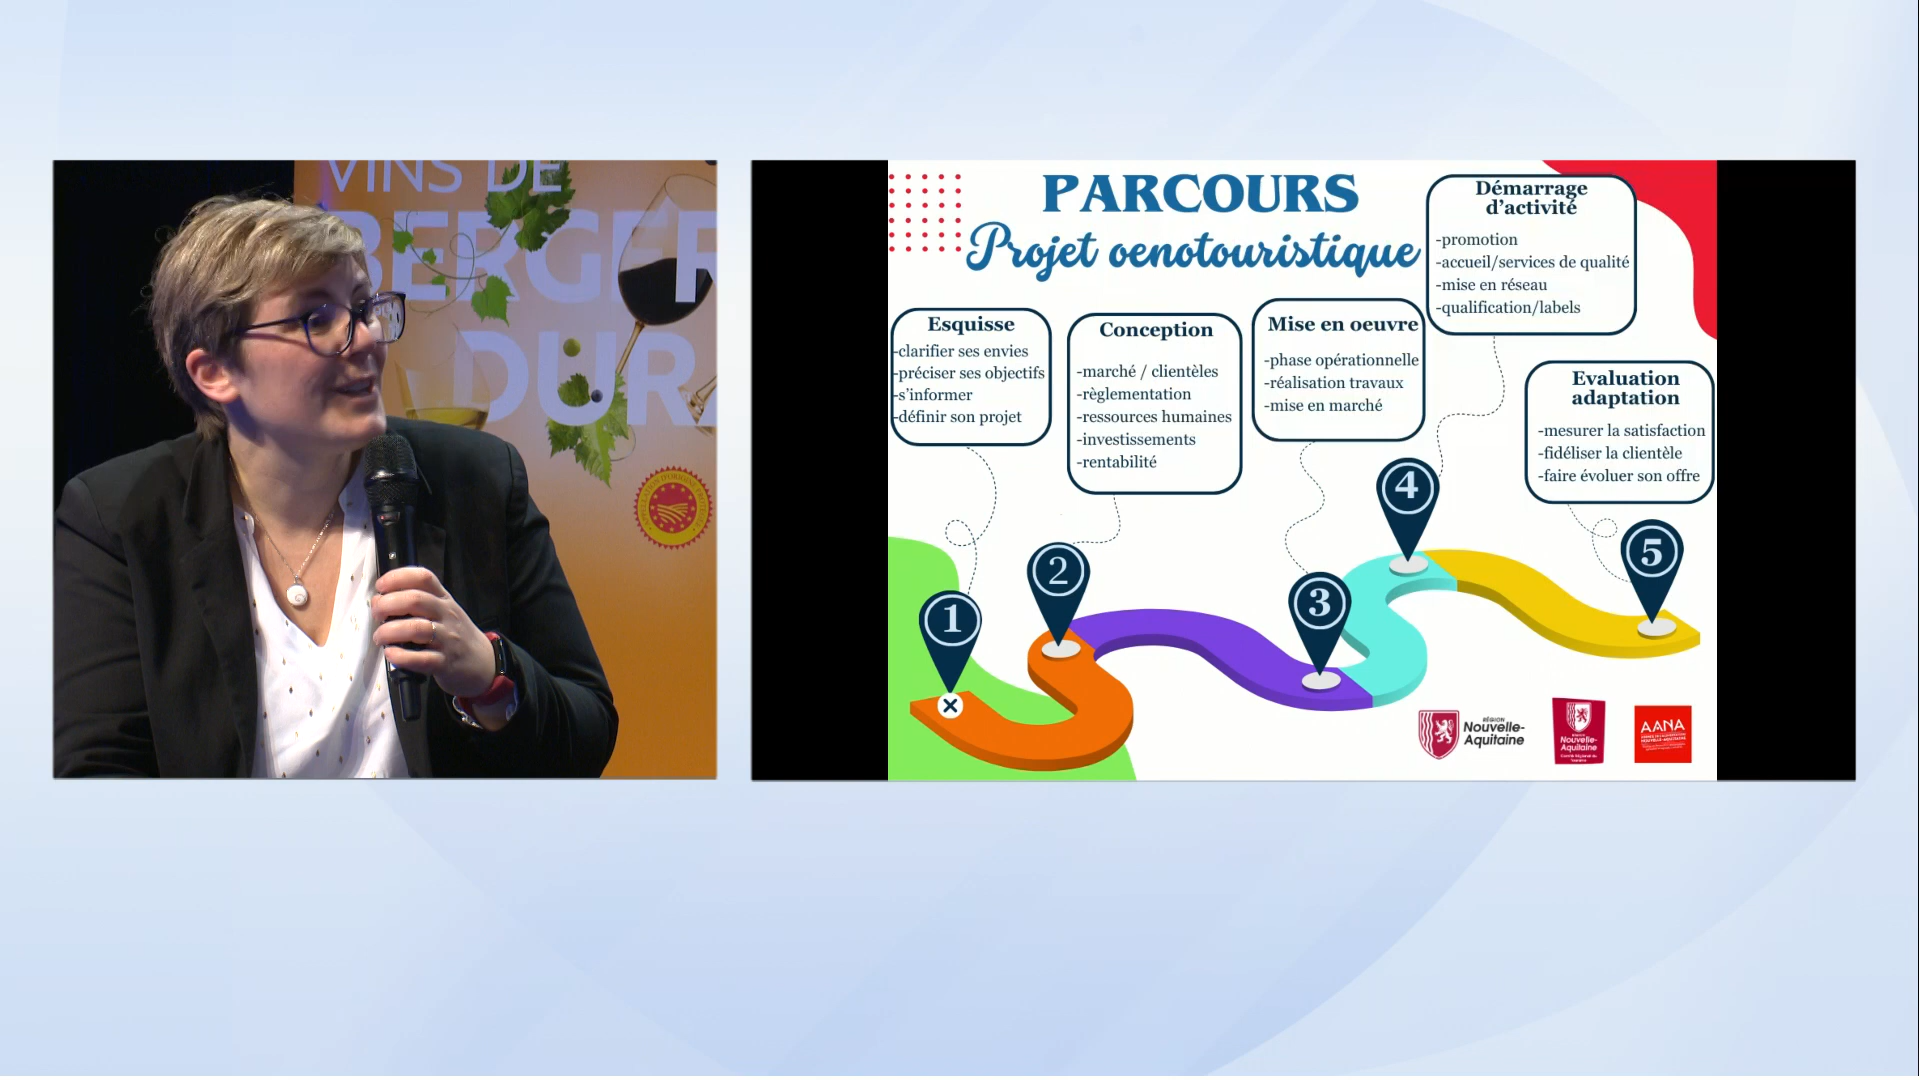 VINS DE
BERGER
DURA
PARCOURS
Projet oenotouristique
Esquisse
-clarifier ses envies
-préciser ses objectifs
-s'informer
-définir son projet
Conception
-marché / clientèles
-règlementation
-ressources humaines
-investissements
-rentabilité
Mise en oeuvre
-phase opérationnelle
-réalisation travaux
-mise en marché
Démarrage
d'activité
-promotion
-accueil/services de qualité
-mise en réseau
-qualification/labels
Evaluation
adaptation
-mesurer la satisfaction
-fidéliser la clientèle
-faire évoluer son offre
1
2
3
4
5
RÉGION
Nouvelle-
Aquitaine
Nouvelle-
Aquitaine
AANA